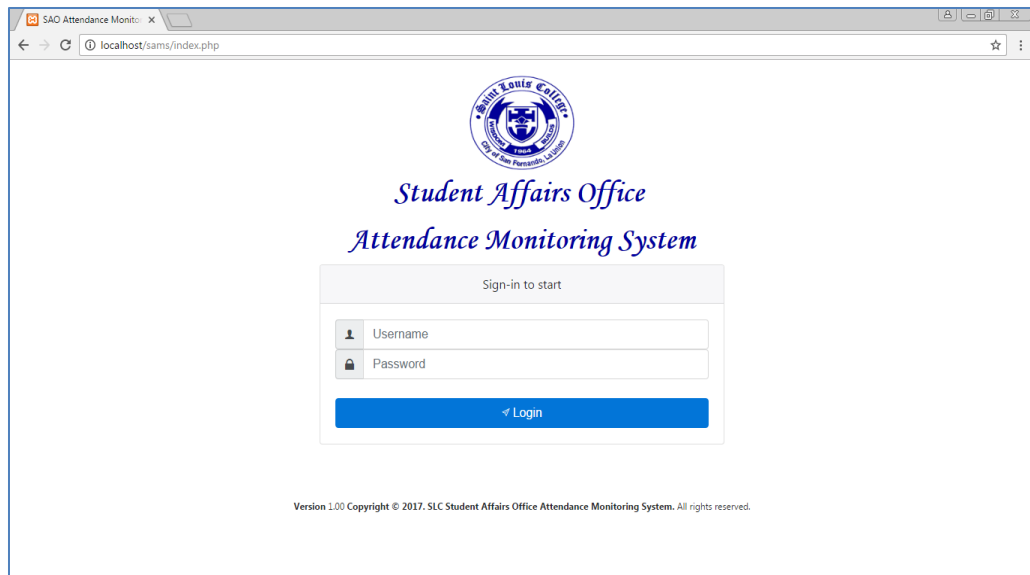 SAO Attendance Monito
localhost/sams/index.php
Saint Louis College
WISDOM BUILDS
1964
City of San Fernando, La Union
Student Affairs Office
Attendance Monitoring System
Sign-in to start
Username
Password
Login
Version 1.00 Copyright © 2017. SLC Student Affairs Office Attendance Monitoring System. All rights reserved.